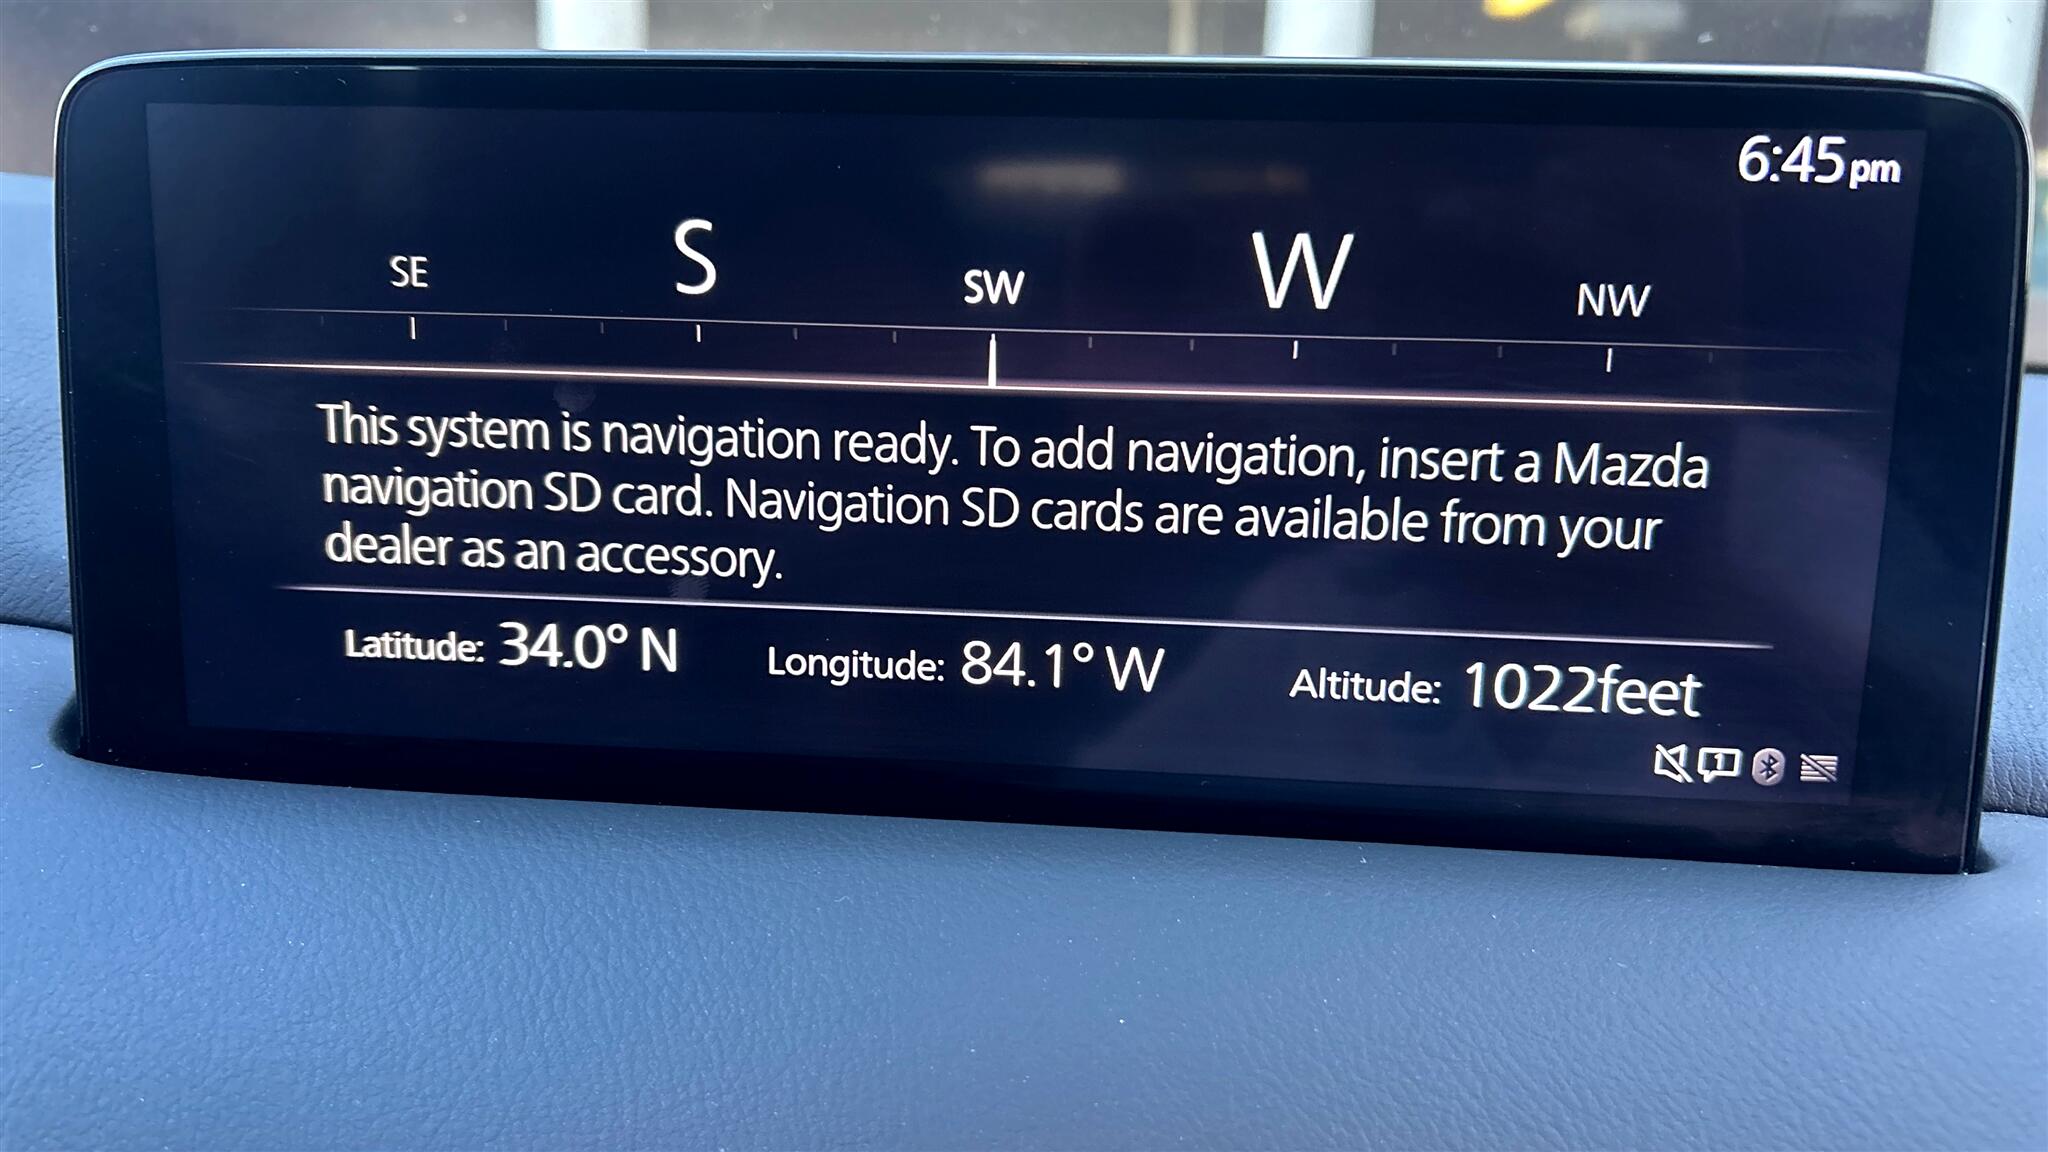 6:45pm
SE S SW W NW
This system is navigation ready. To add navigation, insert a Mazda
navigation SD card. Navigation SD cards are available from your
dealer as an accessory.
Latitude: 34.0° N Longitude: 84.1° W Altitude: 1022feet
1